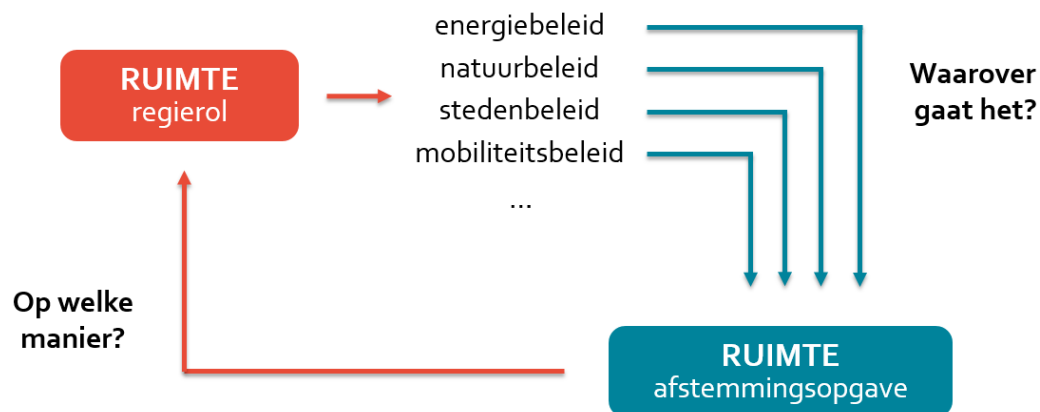 energiebeleid
RUIMTE
regierol
natuurbeleid
stedenbeleid
mobiliteitsbeleid
...
Waarover
gaat het?
Op welke
manier?
RUIMTE
afstemmingsopgave